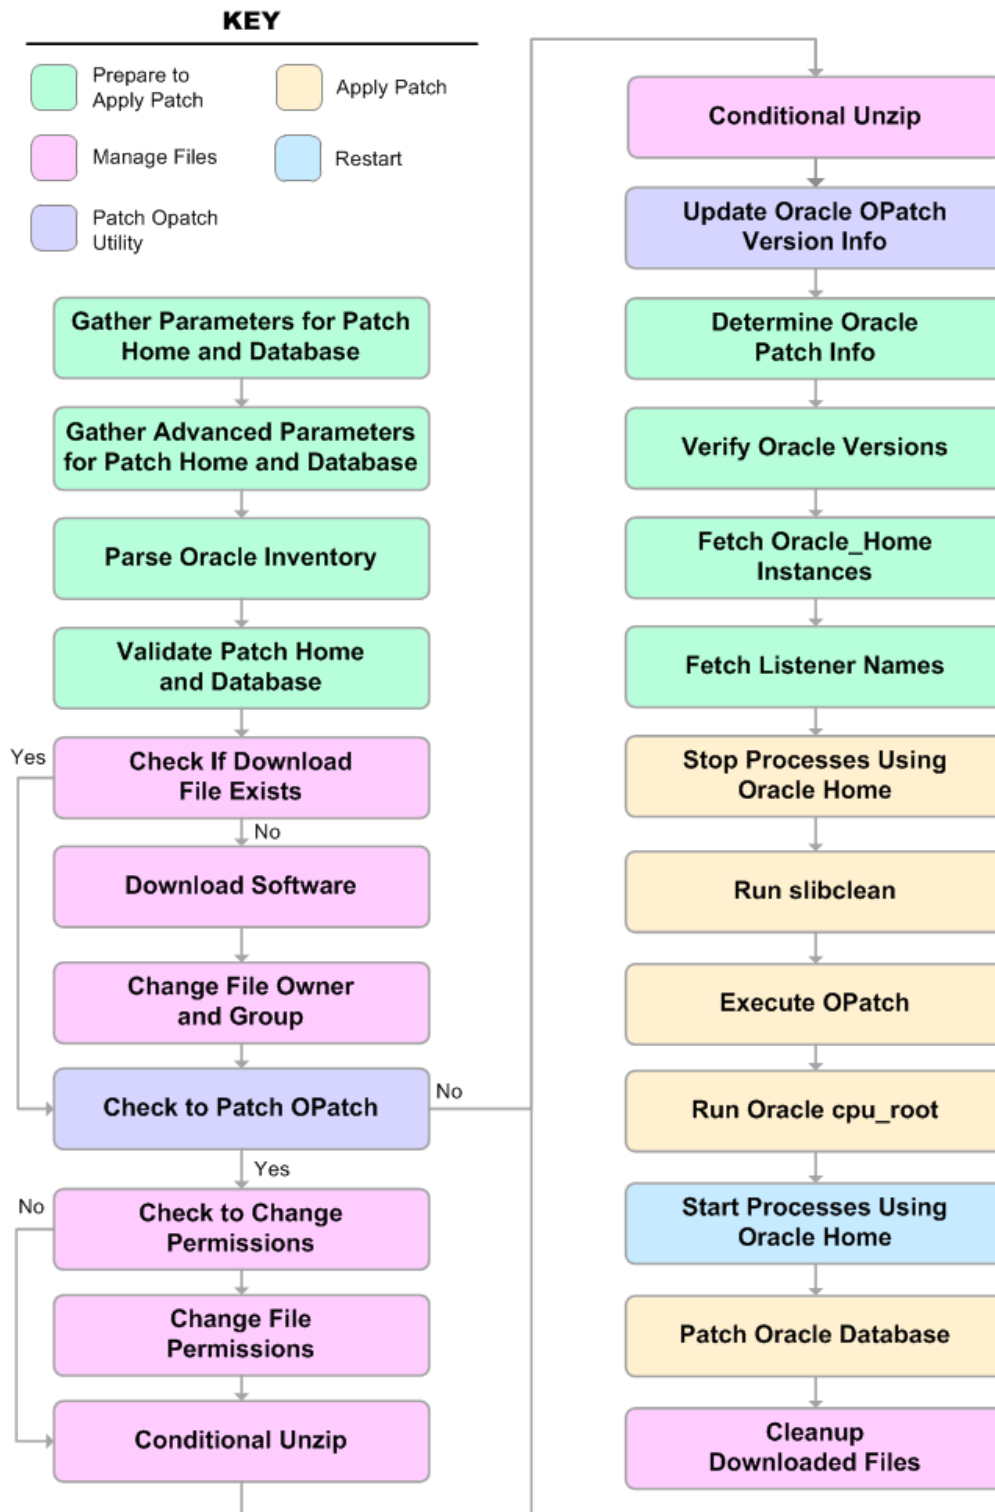 KEY
Prepare to
Apply Patch
Apply Patch
Manage Files
Restart
Patch Opatch
Utility
Gather Parameters for Patch
Home and Database
Gather Advanced Parameters
for Patch Home and Database
Parse Oracle Inventory
Validate Patch Home
and Database
Yes
Check If Download
File Exists
No
Download Software
Change File Owner
and Group
Check to Patch OPatch
No
Yes
No
Check to Change
Permissions
Change File
Permissions
Conditional Unzip
Conditional Unzip
Update Oracle OPatch
Version Info
Determine Oracle
Patch Info
Verify Oracle Versions
Fetch Oracle_Home
Instances
Fetch Listener Names
Stop Processes Using
Oracle Home
Run slibclean
Execute OPatch
Run Oracle cpu_root
Start Processes Using
Oracle Home
Patch Oracle Database
Cleanup
Downloaded Files